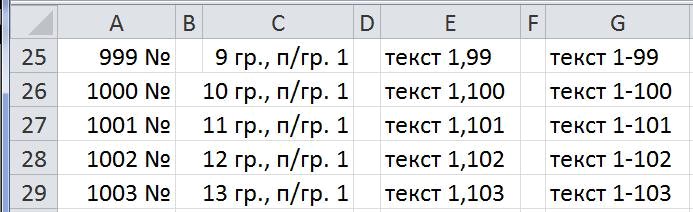 A B C D E F G
25 999 № 9 гр., п/гр. 1 текст 1,99 текст 1-99
26 1000 № 10 гр., п/гр. 1 текст 1,100 текст 1-100
27 1001 № 11 гр., п/гр. 1 текст 1,101 текст 1-101
28 1002 № 12 гр., п/гр. 1 текст 1,102 текст 1-102
29 1003 № 13 гр., п/гр. 1 текст 1,103 текст 1-103